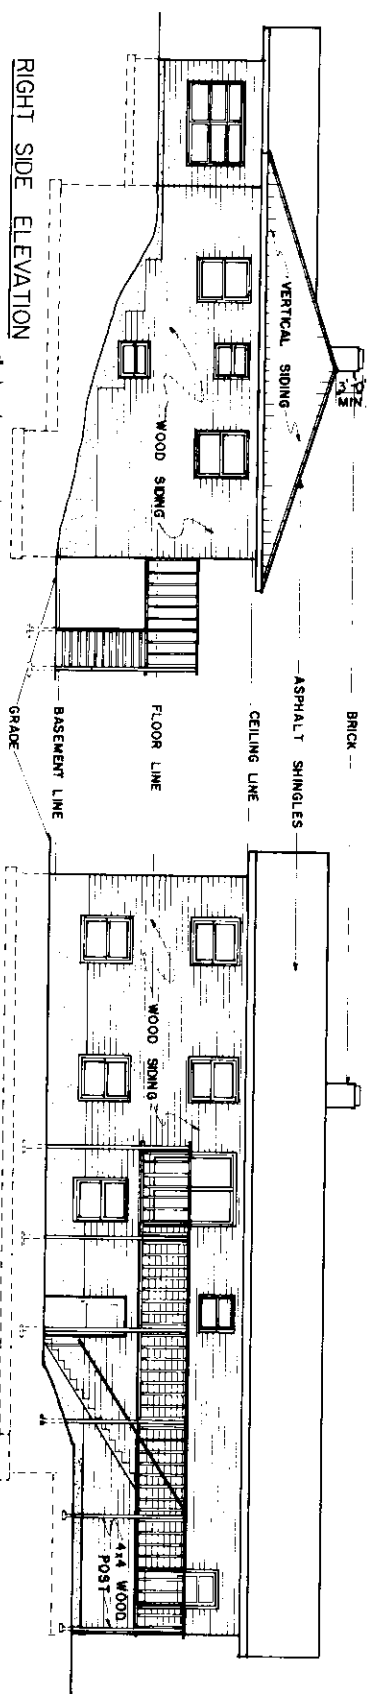 3'-0"
MIN.
VERTICAL SIDING
WOOD SIDING
RIGHT SIDE ELEVATION
BRICK
ASPHALT SHINGLES
CEILING LINE
FLOOR LINE
BASEMENT LINE
GRADE
WOOD SIDING
4x4 WOOD
POST